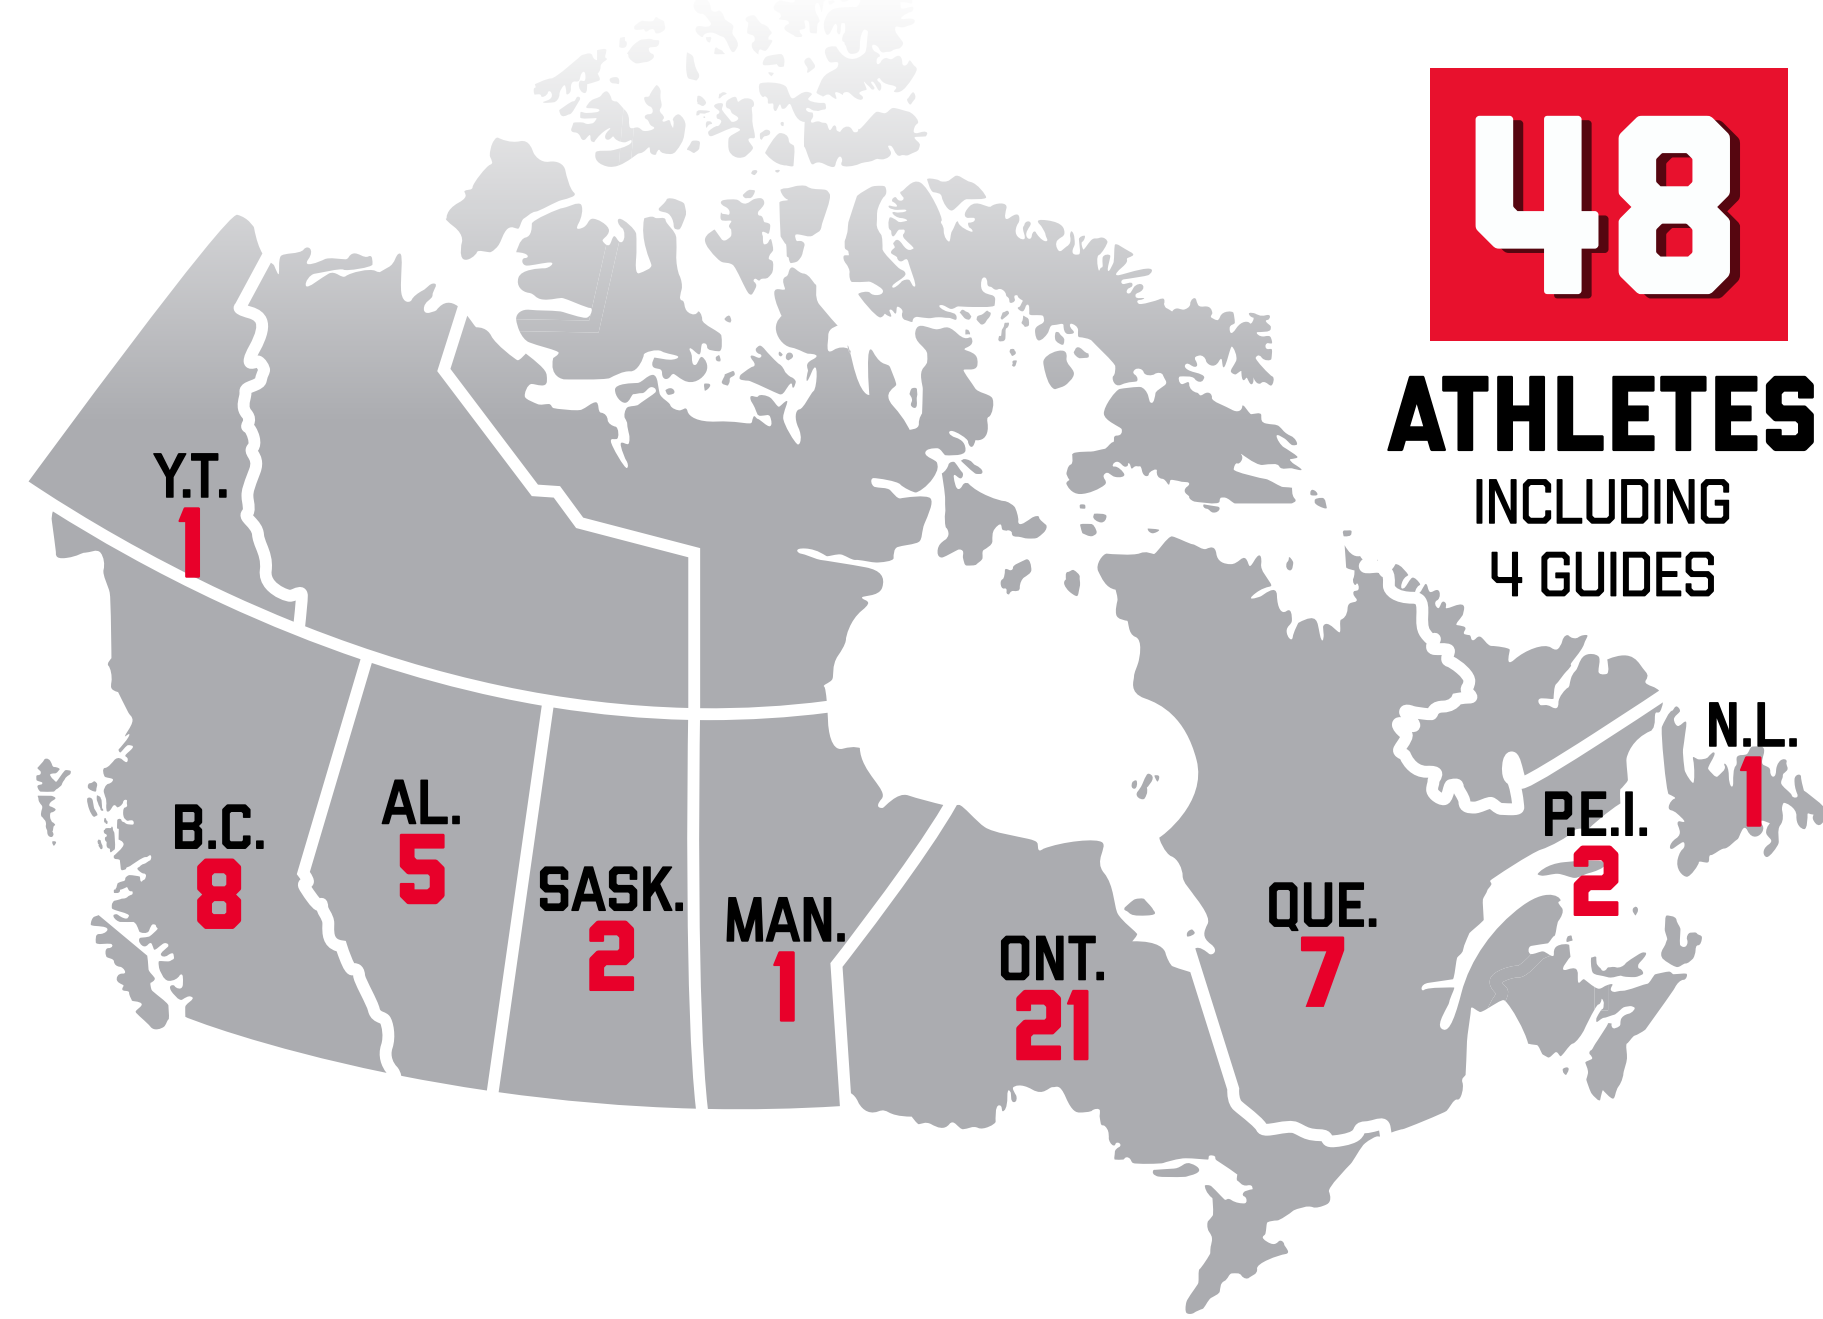 48
ATHLETES
INCLUDING
4 GUIDES
Y.T.
1
N.L.
1
AL.
5
P.E.I.
2
B.C.
8
SASK.
2
QUE.
7
MAN.
1
ONT.
21